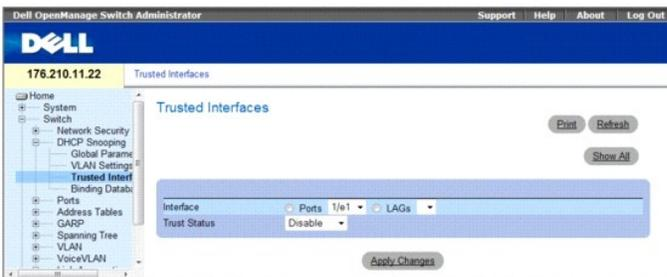 Dell OpenManage Switch Administrator
Support Help About Log Out
DELL
176.210.11.22
Trusted Interfaces
Home
System
Switch
Network Security
DHCP Snooping
Global Parame
VLAN Settings
Trusted Interf
Binding Databa
Ports
Address Tables
GARP
Spanning Tree
VLAN
VoiceVLAN
Trusted Interfaces
Print Refresh
Show All
Interface Ports 1/e1 LAGs
Trust Status Disable
Apply Changes